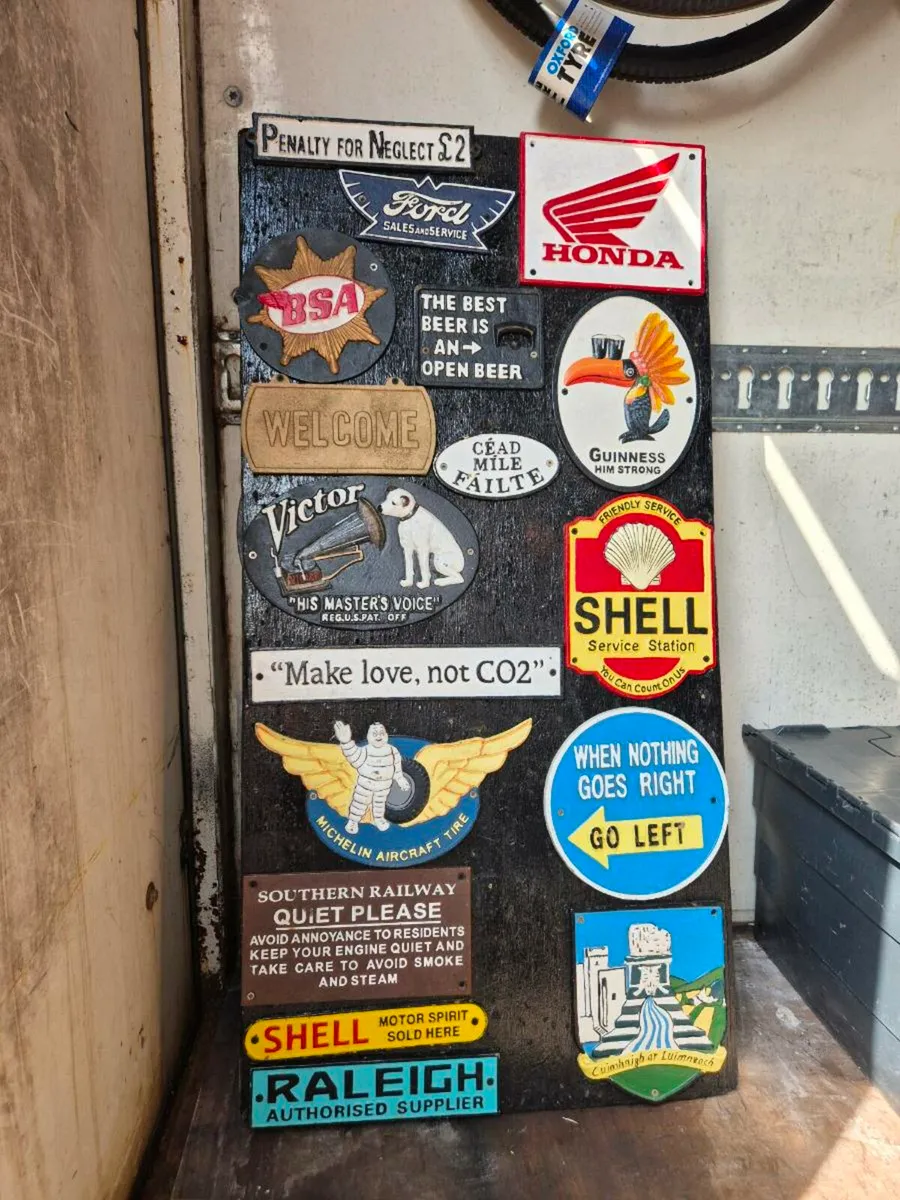 OXFORD
TYRE
PENALTY FOR NEGLECT £2
Ford
SALES AND SERVICE
HONDA
BSA
THE BEST
BEER IS
AN→
OPEN BEER
GUINNESS
HIM STRONG
WELCOME
CÉAD
MÍLE
FÁILTE
Victor
"HIS MASTER'S VOICE"
REG.U.S.PAT. OFF
FRIENDLY SERVICE
SHELL
Service Station
You Can Count On Us
"Make love, not CO2"
MICHELIN AIRCRAFT TIRE
WHEN NOTHING
GOES RIGHT
GO LEFT
SOUTHERN RAILWAY
QUIET PLEASE
AVOID ANNOYANCE TO RESIDENTS
KEEP YOUR ENGINE QUIET AND
TAKE CARE TO AVOID SMOKE
AND STEAM
Cuimhnigh ar Luimneach
SHELL MOTOR SPIRIT
SOLD HERE
RALEIGH
AUTHORISED SUPPLIER